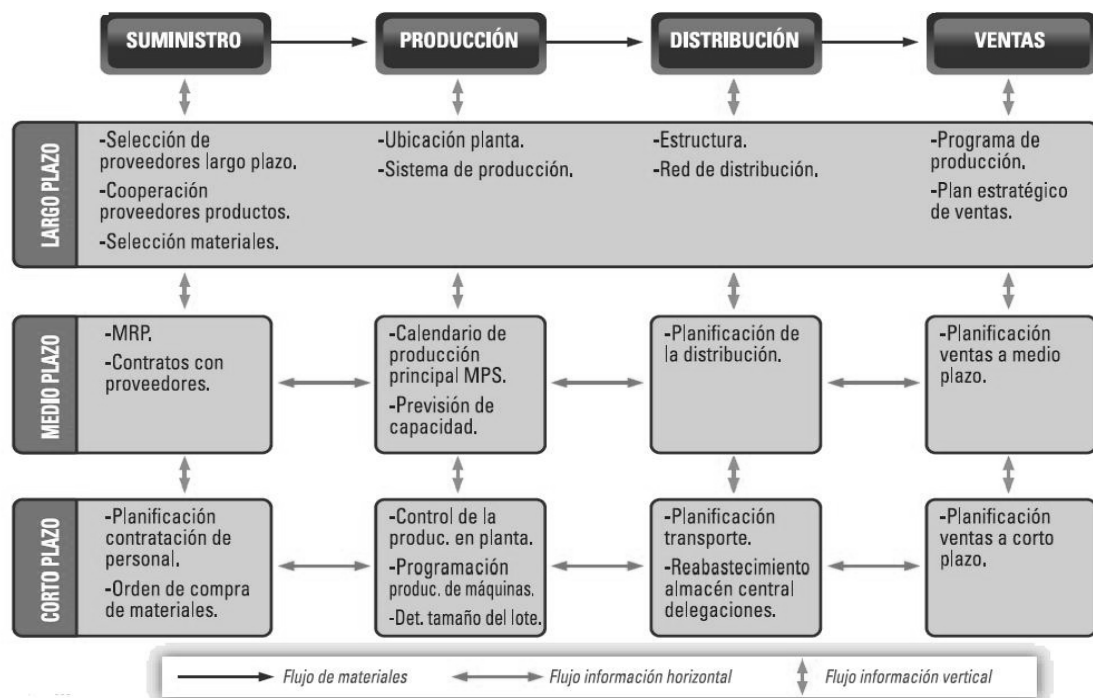 SUMINISTRO
PRODUCCIÓN
DISTRIBUCIÓN
VENTAS
LARGO PLAZO
-Selección de
proveedores largo plazo.
-Cooperación
proveedores productos.
-Selección materiales.
-Ubicación planta.
-Sistema de producción.
-Estructura.
-Red de distribución.
-Programa de
producción.
-Plan estratégico
de ventas.
MEDIO PLAZO
-MRP.
-Contratos con
proveedores.
-Calendario de
producción
principal MPS.
-Previsión de
capacidad.
-Planificación de
la distribución.
-Planificación
ventas a medio
plazo.
CORTO PLAZO
-Planificación
contratación de
personal.
-Orden de compra
de materiales.
-Control de la
produc. en planta.
-Programación
produc. de máquinas.
-Det. tamaño del lote.
-Planificación
transporte.
-Reabastecimiento
almacén central
delegaciones.
-Planificación
ventas a corto
plazo.
Flujo de materiales
Flujo información horizontal
Flujo información vertical